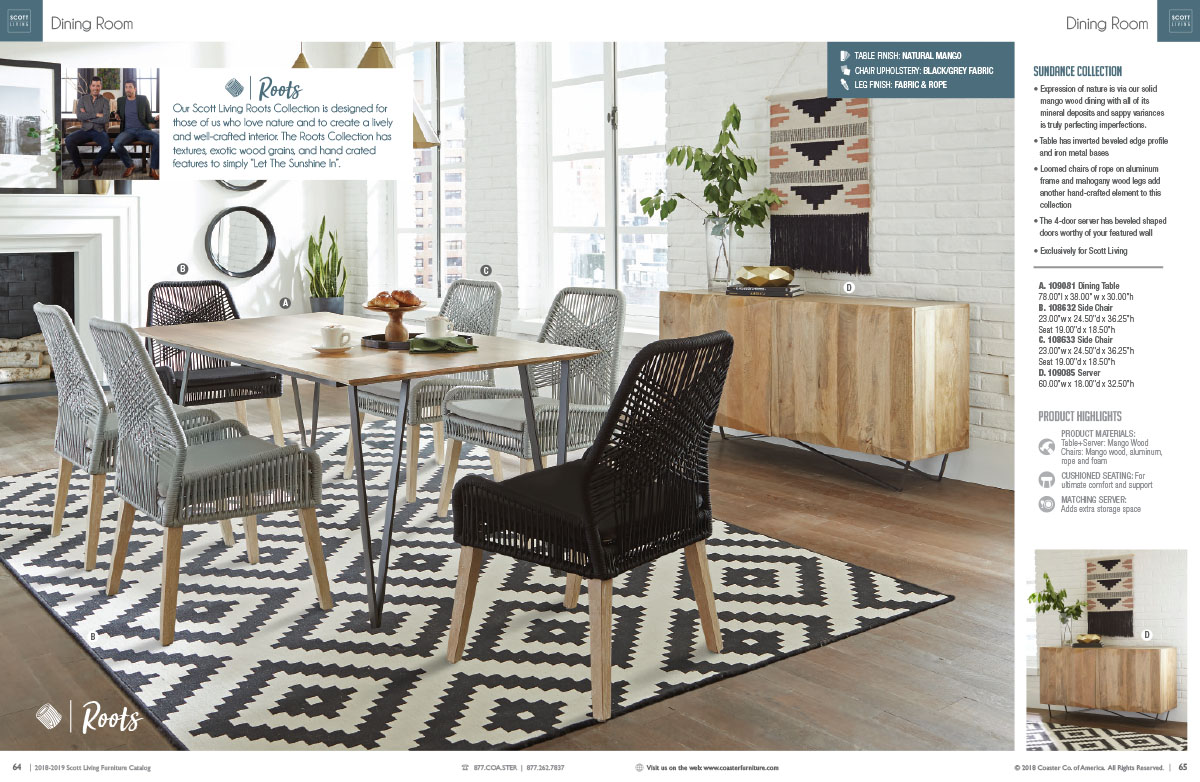 SCOTT
LIVING
Dining Room
Roots
Our Scott Living Roots Collection is designed for
those of us who love nature and to create a lively
and well-crafted interior. The Roots Collection has
textures, exotic wood grains, and hand crated
features to simply "Let The Sunshine In".
B
A
C
D
B
Roots
64 | 2018-2019 Scott Living Furniture Catalog
877.COA.STER | 877.262.7837
Dining Room
SCOTT
LIVING
TABLE FINISH: NATURAL MANGO
CHAIR UPHOLSTERY: BLACK/GREY FABRIC
LEG FINISH: FABRIC & ROPE
SUNDANCE COLLECTION
• Expression of nature is via our solid
mango wood dining with all of its
mineral deposits and sappy variances
is truly perfecting imperfections.
• Table has inverted beveled edge profile
and iron metal bases
• Loomed chairs of rope on aluminum
frame and mahogany wood legs add
another hand-crafted element to this
collection
• The 4-door server has beveled shaped
doors worthy of your featured wall
• Exclusively for Scott Living
A. 109081 Dining Table
78.00"l x 38.00" w x 30.00"h
B. 108632 Side Chair
23.00"w x 24.50"d x 36.25"h
Seat 19.00"d x 18.50"h
C. 108633 Side Chair
23.00"w x 24.50"d x 36.25"h
Seat 19.00"d x 18.50"h
D. 109085 Server
60.00"w x 18.00"d x 32.50"h
PRODUCT HIGHLIGHTS
PRODUCT MATERIALS:
Table+Server: Mango Wood
Chairs: Mango wood, aluminum,
rope and foam
CUSHIONED SEATING: For
ultimate comfort and support
MATCHING SERVER:
Adds extra storage space
D
Visit us on the web: www.coasterfurniture.com
© 2018 Coaster Co. of America. All Rights Reserved. | 65